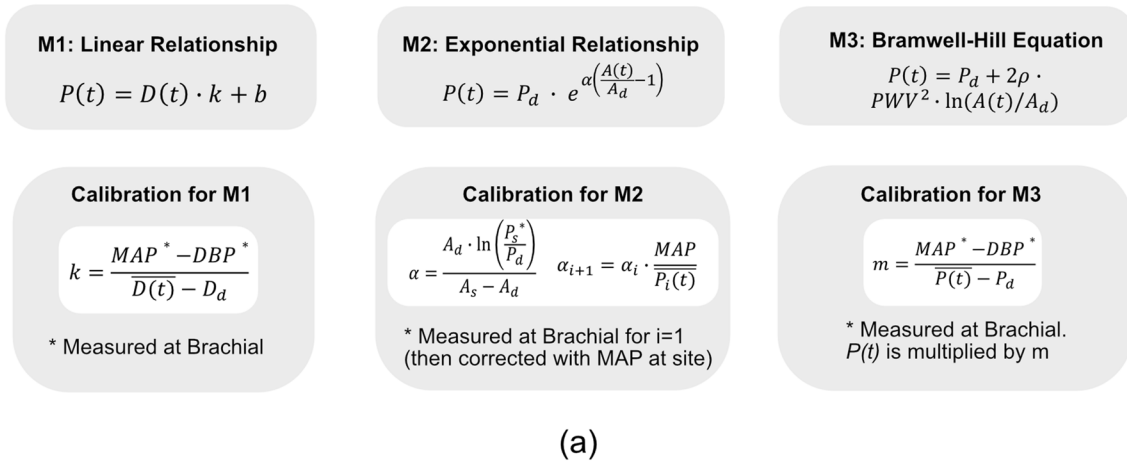 M1: Linear Relationship
P(t) = D(t) · k + b
M2: Exponential Relationship
P(t) = P_d · e^{α(A(t)/A_d −1)}
M3: Bramwell-Hill Equation
P(t) = P_d + 2ρ ·
PWV² · ln(A(t)/A_d)
Calibration for M1
k = (MAP* −DBP*) / (\overline{D(t)} − D_d)
* Measured at Brachial
Calibration for M2
α = (A_d · ln(P_s*/P_d)) / (A_s − A_d)   α_{i+1} = α_i · MAP / \overline{P_i(t)}
* Measured at Brachial for i=1
(then corrected with MAP at site)
Calibration for M3
m = (MAP* −DBP*) / (\overline{P(t)} − P_d)
* Measured at Brachial.
P(t) is multiplied by m
(a)